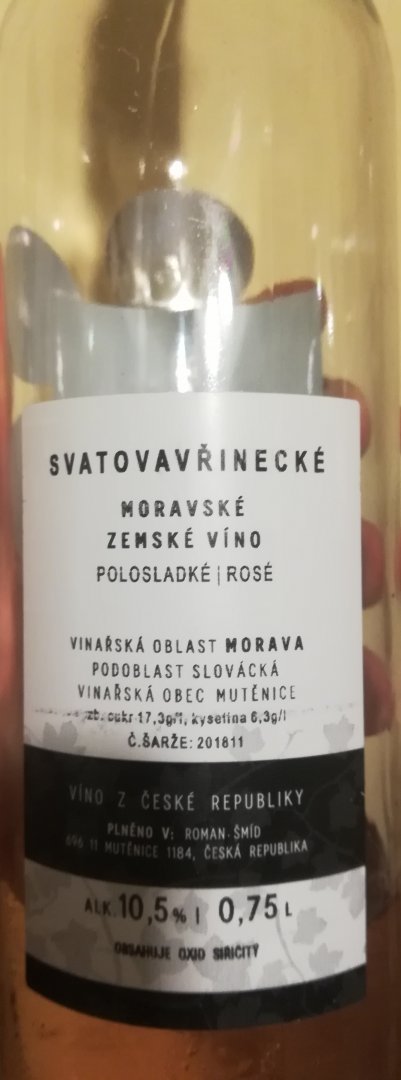 SVATOVAVŘINECKÉ
MORAVSKÉ
ZEMSKÉ VÍNO
POLOSLADKÉ | ROSÉ
VINAŘSKÁ OBLAST MORAVA
PODOBLAST SLOVÁCKÁ
VINAŘSKÁ OBEC MUTĚNICE
zb. cukr 17,3g/l, kyselina 6,3g/l
Č.ŠARŽE: 201811
VÍNO Z ČESKÉ REPUBLIKY
PLNĚNO V: ROMAN ŠMÍD
696 11 MUTĚNICE 1184, ČESKÁ REPUBLIKA
ALK. 10,5% | 0,75 L
OBSAHUJE OXID SIŘIČITÝ